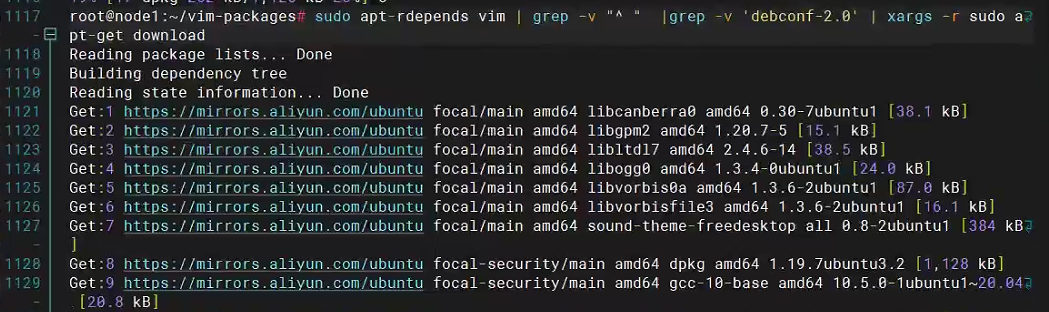 1117 root@node1:~/vim-packages# sudo apt-rdepends vim | grep -v "^ "  |grep -v 'debconf-2.0' | xargs -r sudo a
- pt-get download
1118 Reading package lists... Done
1119 Building dependency tree
1120 Reading state information... Done
1121 Get:1 https://mirrors.aliyun.com/ubuntu focal/main amd64 libcanberra0 amd64 0.30-7ubuntu1 [38.1 kB]
1122 Get:2 https://mirrors.aliyun.com/ubuntu focal/main amd64 libgpm2 amd64 1.20.7-5 [15.1 kB]
1123 Get:3 https://mirrors.aliyun.com/ubuntu focal/main amd64 libltdl7 amd64 2.4.6-14 [38.5 kB]
1124 Get:4 https://mirrors.aliyun.com/ubuntu focal/main amd64 libogg0 amd64 1.3.4-0ubuntu1 [24.0 kB]
1125 Get:5 https://mirrors.aliyun.com/ubuntu focal/main amd64 libvorbis0a amd64 1.3.6-2ubuntu1 [87.0 kB]
1126 Get:6 https://mirrors.aliyun.com/ubuntu focal/main amd64 libvorbisfile3 amd64 1.3.6-2ubuntu1 [16.1 kB]
1127 Get:7 https://mirrors.aliyun.com/ubuntu focal/main amd64 sound-theme-freedesktop all 0.8-2ubuntu1 [384 kB
- ]
1128 Get:8 https://mirrors.aliyun.com/ubuntu focal-security/main amd64 dpkg amd64 1.19.7ubuntu3.2 [1,128 kB]
1129 Get:9 https://mirrors.aliyun.com/ubuntu focal-security/main amd64 gcc-10-base amd64 10.5.0-1ubuntu1~20.04
- [20.8 kB]